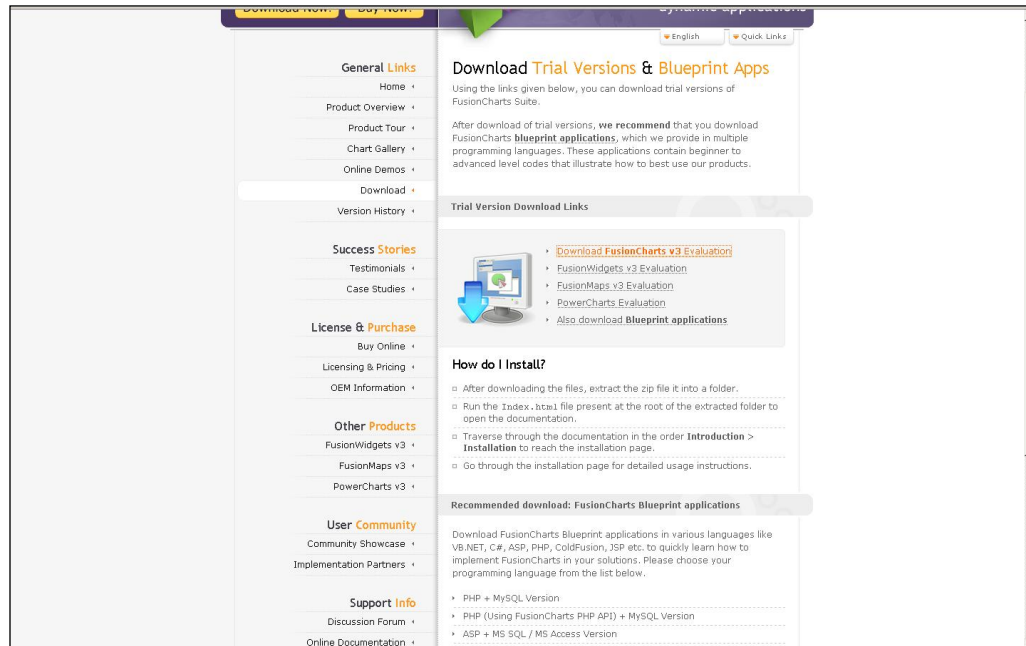 Download Now! Buy Now!
dynamic applications
English Quick Links
General Links
Home
Product Overview
Product Tour
Chart Gallery
Online Demos
Download
Version History
Success Stories
Testimonials
Case Studies
License & Purchase
Buy Online
Licensing & Pricing
OEM Information
Other Products
FusionWidgets v3
FusionMaps v3
PowerCharts v3
User Community
Community Showcase
Implementation Partners
Support Info
Discussion Forum
Online Documentation
Download Trial Versions & Blueprint Apps
Using the links given below, you can download trial versions of
FusionCharts Suite.
After download of trial versions, we recommend that you download
FusionCharts blueprint applications, which we provide in multiple
programming languages. These applications contain beginner to
advanced level codes that illustrate how to best use our products.
Trial Version Download Links
Download FusionCharts v3 Evaluation
FusionWidgets v3 Evaluation
FusionMaps v3 Evaluation
PowerCharts Evaluation
Also download Blueprint applications
How do I Install?
After downloading the files, extract the zip file it into a folder.
Run the Index.html file present at the root of the extracted folder to
open the documentation.
Traverse through the documentation in the order Introduction >
Installation to reach the installation page.
Go through the installation page for detailed usage instructions.
Recommended download: FusionCharts Blueprint applications
Download FusionCharts Blueprint applications in various languages like
VB.NET, C#, ASP, PHP, ColdFusion, JSP etc. to quickly learn how to
implement FusionCharts in your solutions. Please choose your
programming language from the list below.
PHP + MySQL Version
PHP (Using FusionCharts PHP API) + MySQL Version
ASP + MS SQL / MS Access Version